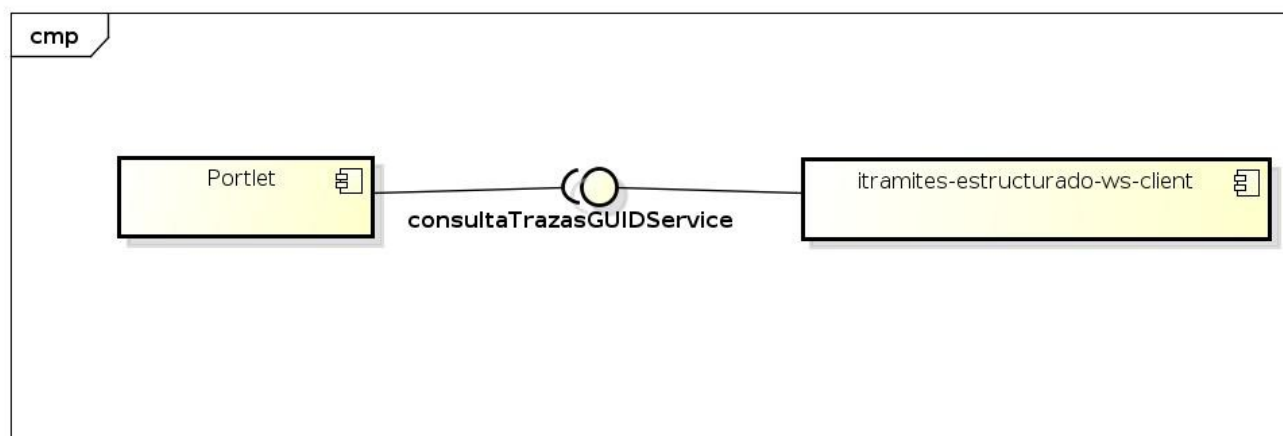 cmp
Portlet
itramites-estructurado-ws-client
consultaTrazasGUIDService